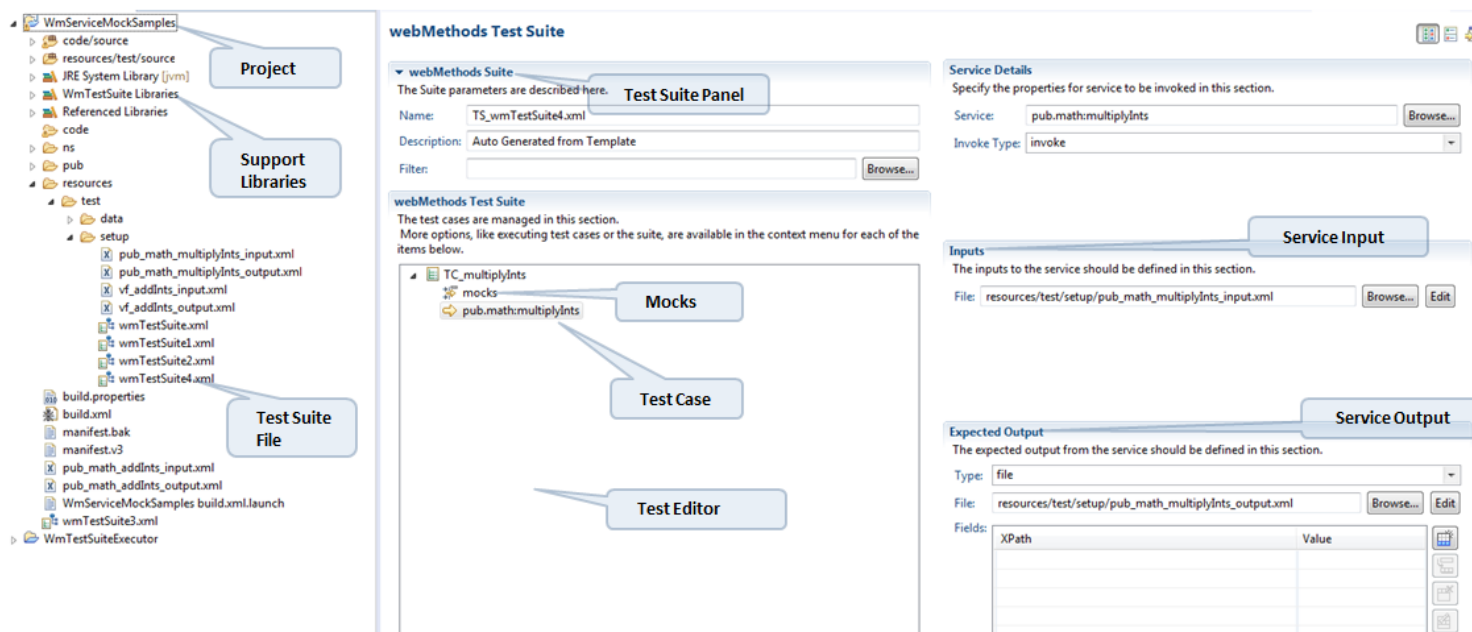 WmServiceMockSamples
code/source
resources/test/source
JRE System Library [jvm]
WmTestSuite Libraries
Referenced Libraries
code
ns
pub
resources
test
data
setup
pub_math_multiplyInts_input.xml
pub_math_multiplyInts_output.xml
vf_addInts_input.xml
vf_addInts_output.xml
wmTestSuite.xml
wmTestSuite1.xml
wmTestSuite2.xml
wmTestSuite4.xml
build.properties
build.xml
manifest.bak
manifest.v3
pub_math_addInts_input.xml
pub_math_addInts_output.xml
WmServiceMockSamples build.xml.launch
wmTestSuite3.xml
WmTestSuiteExecutor
Project
Support
Libraries
Test Suite
File
webMethods Test Suite
webMethods Suite
The Suite parameters are described here.
Test Suite Panel
Name: TS_wmTestSuite4.xml
Description: Auto Generated from Template
Filter: Browse...
webMethods Test Suite
The test cases are managed in this section.
More options, like executing test cases or the suite, are available in the context menu for each of the
items below.
TC_multiplyInts
mocks
pub.math:multiplyInts
Mocks
Test Case
Test Editor
Service Details
Specify the properties for service to be invoked in this section.
Service: pub.math:multiplyInts Browse...
Invoke Type: invoke
Service Input
Inputs
The inputs to the service should be defined in this section.
File: resources/test/setup/pub_math_multiplyInts_input.xml Browse... Edit
Service Output
Expected Output
The expected output from the service should be defined in this section.
Type: file
File: resources/test/setup/pub_math_multiplyInts_output.xml Browse... Edit
Fields:
XPath Value